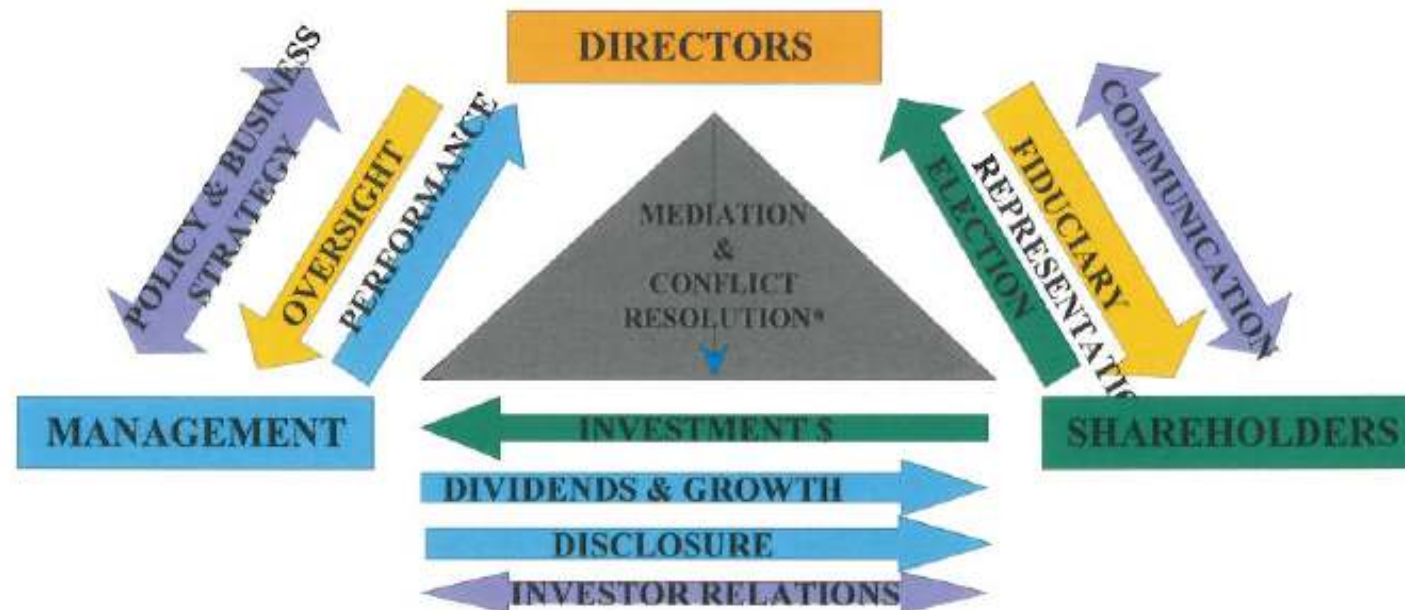 DIRECTORS
POLICY & BUSINESS
STRATEGY
OVERSIGHT
PERFORMANCE
MEDIATION
&
CONFLICT
RESOLUTION*
ELECTION
FIDUCIARY
REPRESENTATIO
COMMUNICATION
MANAGEMENT
SHAREHOLDERS
INVESTMENT $
DIVIDENDS & GROWTH
DISCLOSURE
INVESTOR RELATIONS